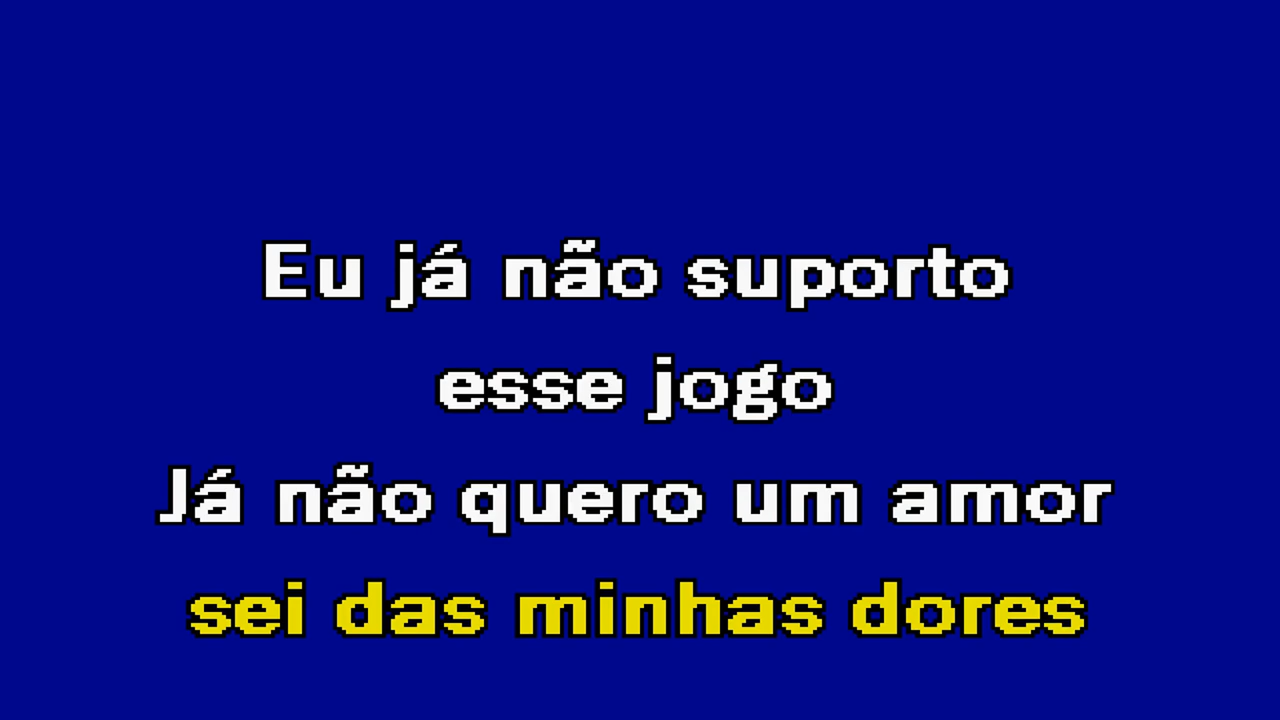 Eu já não suporto
esse jogo
Já não quero um amor
sei das minhas dores